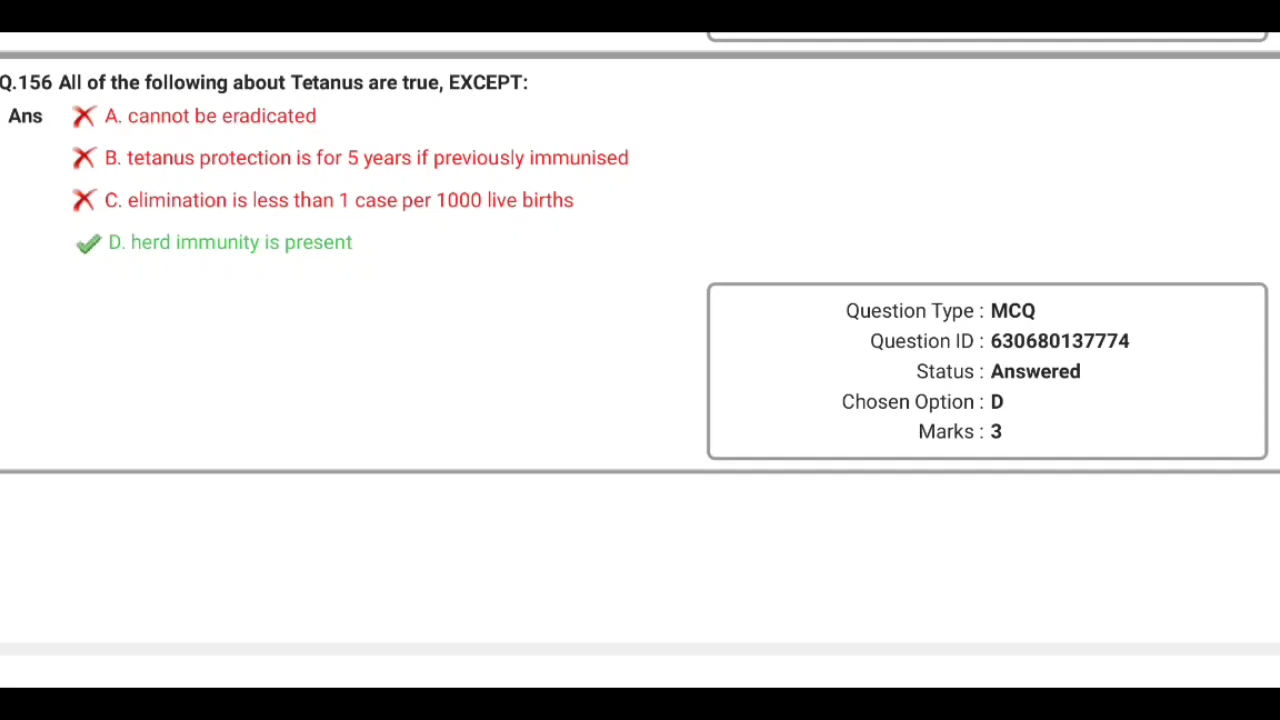 Q.156 All of the following about Tetanus are true, EXCEPT:
Ans A. cannot be eradicated
B. tetanus protection is for 5 years if previously immunised
C. elimination is less than 1 case per 1000 live births
D. herd immunity is present
Question Type : MCQ
Question ID : 630680137774
Status : Answered
Chosen Option : D
Marks : 3